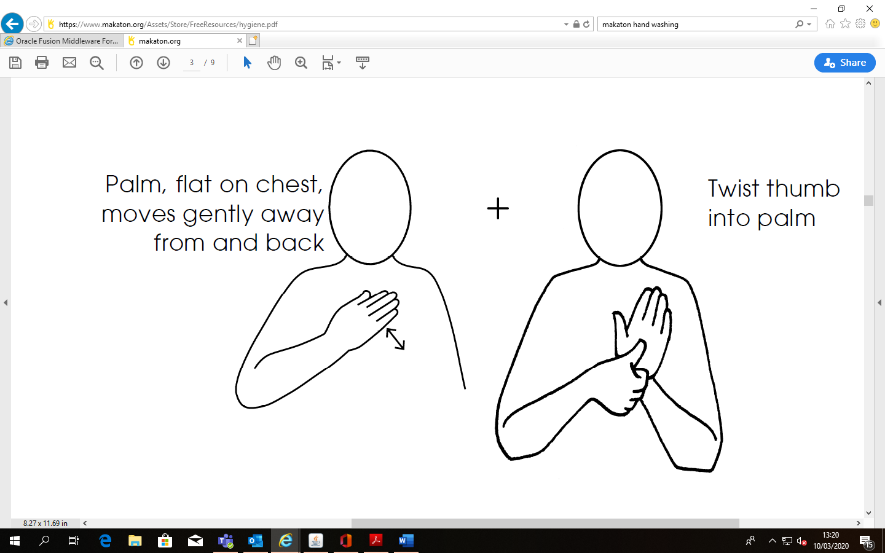 https://www.makaton.org/Assets/Store/FreeResources/hygiene.pdf
makaton hand washing
Oracle Fusion Middleware For...
makaton.org
3 / 9
Share
Palm, flat on chest,
moves gently away
from and back
+
Twist thumb
into palm
8.27 x 11.69 in
13:20
10/03/2020
15